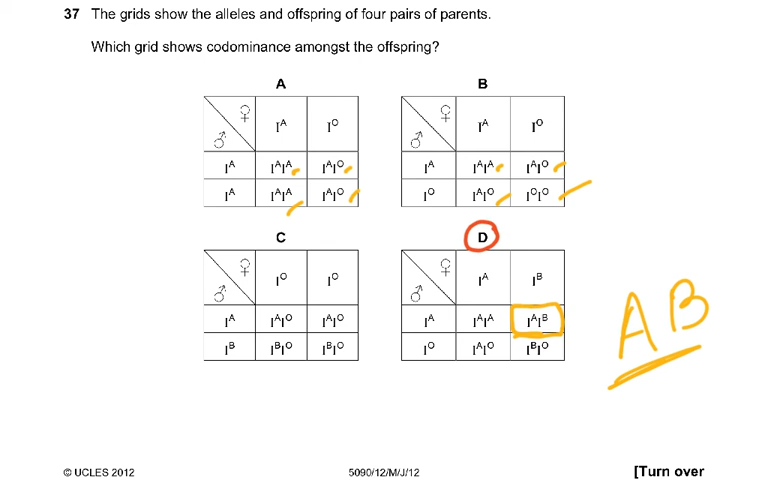 37 The grids show the alleles and offspring of four pairs of parents.
Which grid shows codominance amongst the offspring?
A
♀
♂ Iᴬ Iᴼ
Iᴬ IᴬIᴬ IᴬIᴼ
Iᴬ IᴬIᴬ IᴬIᴼ
B
♀
♂ Iᴬ Iᴼ
Iᴬ IᴬIᴬ IᴬIᴼ
Iᴼ IᴬIᴼ IᴼIᴼ
C
♀
♂ Iᴼ Iᴼ
Iᴬ IᴬIᴼ IᴬIᴼ
Iᴮ IᴮIᴼ IᴮIᴼ
D
♀
♂ Iᴬ Iᴮ
Iᴬ IᴬIᴬ IᴬIᴮ
Iᴼ IᴬIᴼ IᴮIᴼ
AB
© UCLES 2012 5090/12/M/J/12 [Turn over